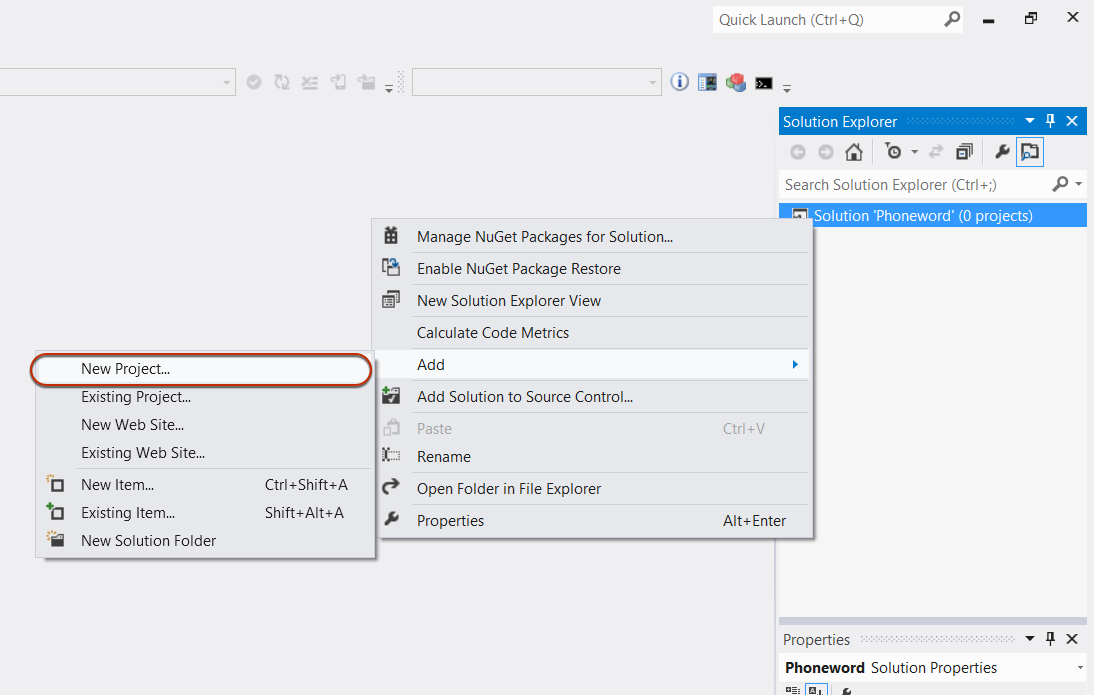 Quick Launch (Ctrl+Q)
Solution Explorer
Search Solution Explorer (Ctrl+;)
Solution 'Phoneword' (0 projects)
Manage NuGet Packages for Solution...
Enable NuGet Package Restore
New Solution Explorer View
Calculate Code Metrics
Add
Add Solution to Source Control...
Paste Ctrl+V
Rename
Open Folder in File Explorer
Properties Alt+Enter
New Project...
Existing Project...
New Web Site...
Existing Web Site...
New Item... Ctrl+Shift+A
Existing Item... Shift+Alt+A
New Solution Folder
Properties
Phoneword Solution Properties